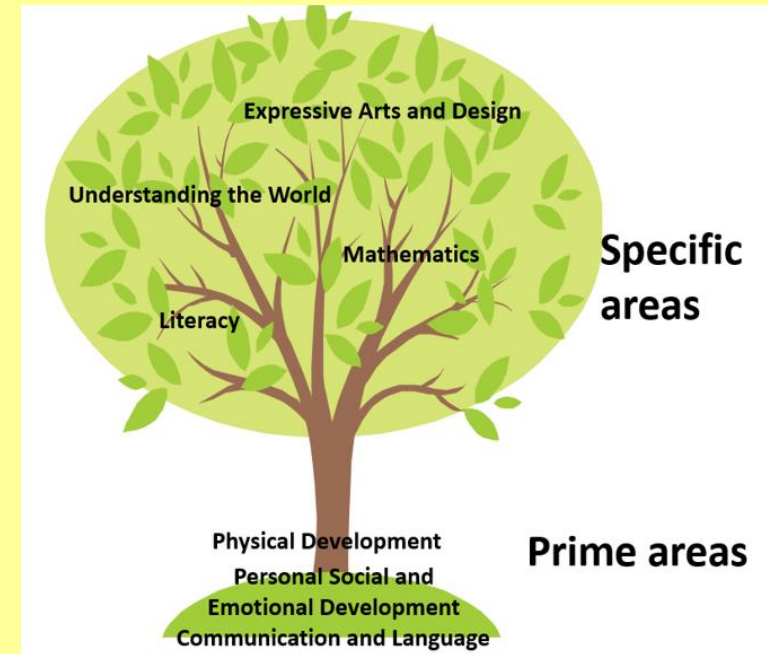 Expressive Arts and Design
Understanding the World
Mathematics
Specific
areas
Literacy
Physical Development
Prime areas
Personal Social and
Emotional Development
Communication and Language